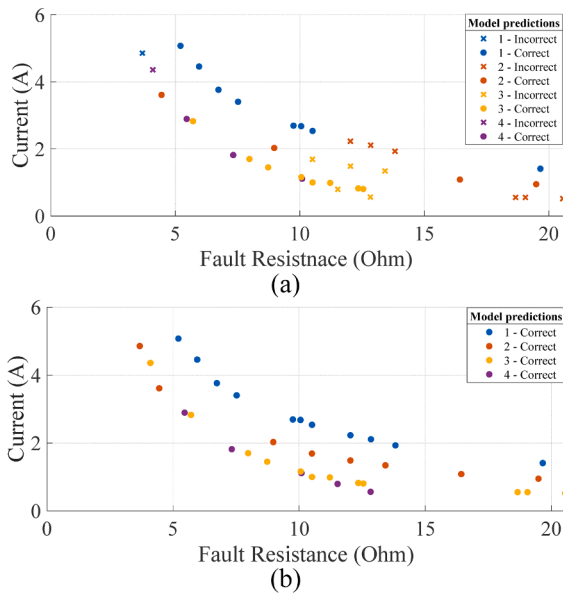 6
4
2
0
0
5
10
15
20
Current (A)
Fault Resistnace (Ohm)
Model predictions
1 - Incorrect
1 - Correct
2 - Incorrect
2 - Correct
3 - Incorrect
3 - Correct
4 - Incorrect
4 - Correct
(a)
6
4
2
0
0
5
10
15
20
Current (A)
Fault Resistance (Ohm)
Model predictions
1 - Correct
2 - Correct
3 - Correct
4 - Correct
(b)